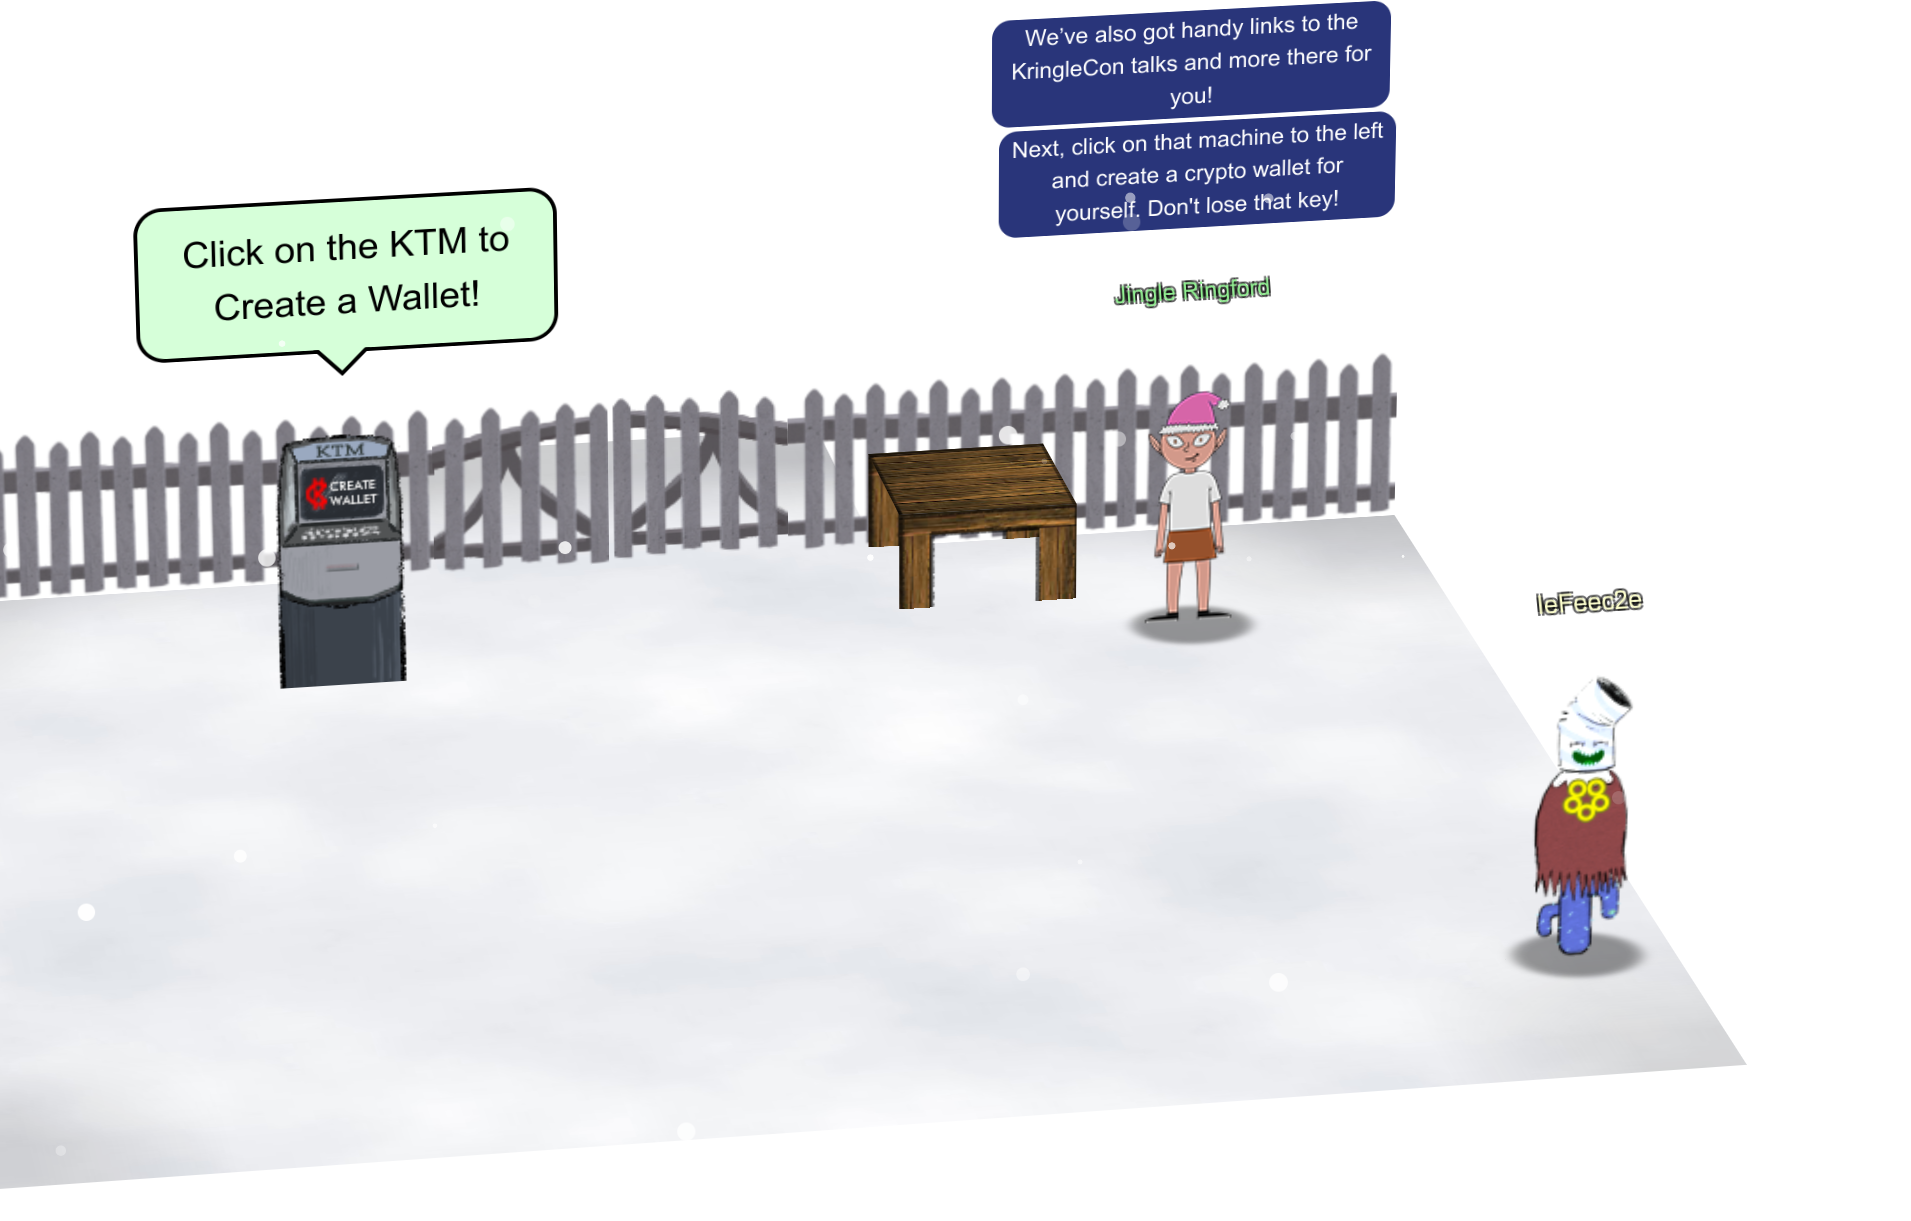 We've also got handy links to the
KringleCon talks and more there for
you!
Next, click on that machine to the left
and create a crypto wallet for
yourself. Don't lose that key!
Click on the KTM to
Create a Wallet!
Jingle Ringford
KTM
CREATE
WALLET